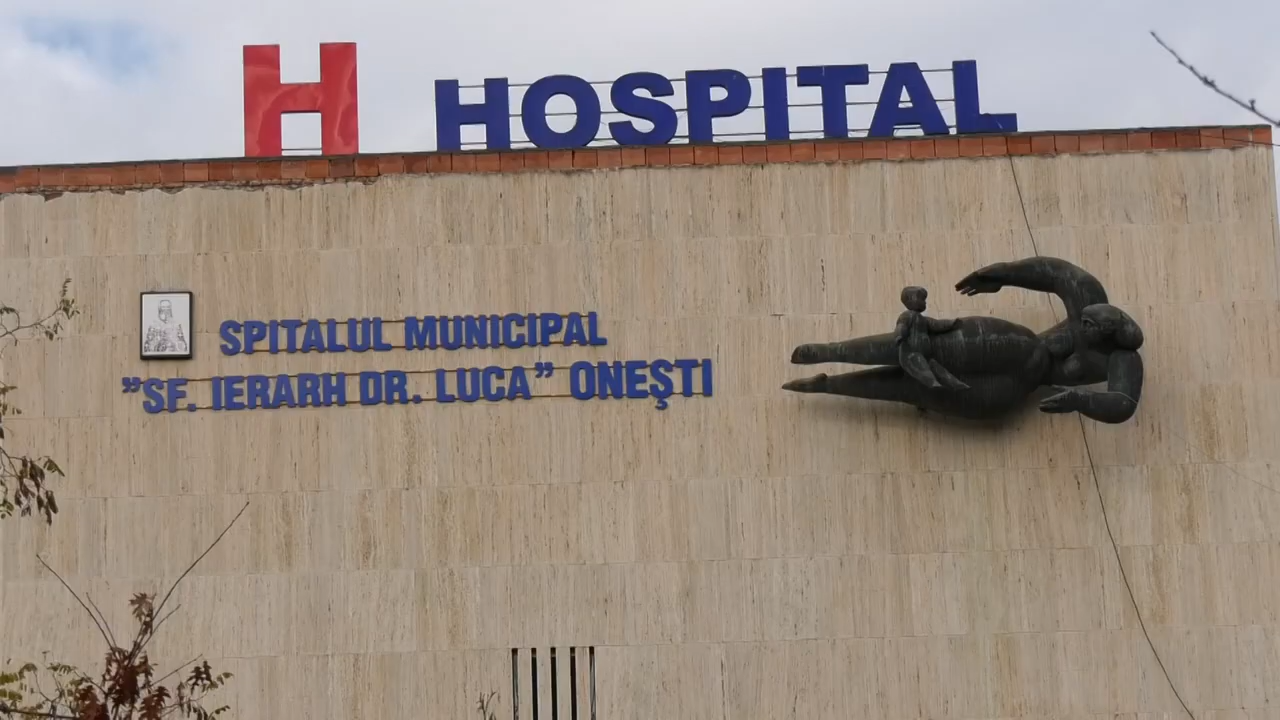 H HOSPITAL
SPITALUL MUNICIPAL
”SF. IERARH DR. LUCA” ONEŞTI